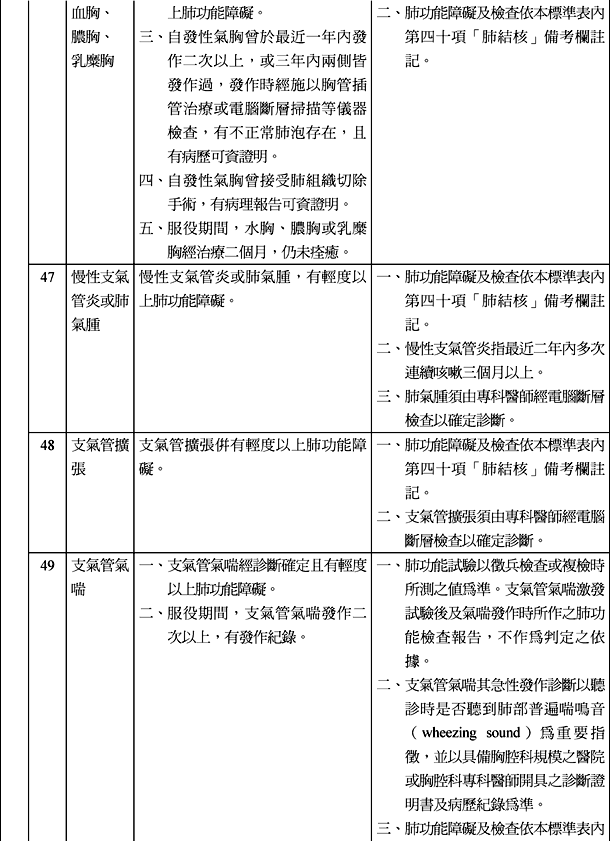 血胸、
膿胸、
乳糜胸
上肺功能障礙。
三、自發性氣胸曾於最近一年內發
作二次以上，或三年內兩側皆
發作過，發作時經施以胸管插
管治療或電腦斷層掃描等儀器
檢查，有不正常肺泡存在，且
有病歷可資證明。
四、自發性氣胸曾接受肺組織切除
手術，有病理報告可資證明。
五、服役期間，水胸、膿胸或乳糜
胸經治療二個月，仍未痊癒。
二、肺功能障礙及檢查依本標準表內
第四十項「肺結核」備考欄註
記。
47
慢性支氣
管炎或肺
氣腫
慢性支氣管炎或肺氣腫，有輕度以
上肺功能障礙。
一、肺功能障礙及檢查依本標準表內
第四十項「肺結核」備考欄註
記。
二、慢性支氣管炎指最近二年內多次
連續咳嗽三個月以上。
三、肺氣腫須由專科醫師經電腦斷層
檢查以確定診斷。
48
支氣管擴
張
支氣管擴張併有輕度以上肺功能障
礙。
一、肺功能障礙及檢查依本標準表內
第四十項「肺結核」備考欄註
記。
二、支氣管擴張須由專科醫師經電腦
斷層檢查以確定診斷。
49
支氣管氣
喘
一、支氣管氣喘經診斷確定且有輕度
以上肺功能障礙。
二、服役期間，支氣管氣喘發作二
次以上，有發作紀錄。
一、肺功能試驗以徵兵檢查或複檢時
所測之值為準。支氣管氣喘激發
試驗後及氣喘發作時所作之肺功
能檢查報告，不作為判定之依
據。
二、支氣管氣喘其急性發作診斷以聽
診時是否聽到肺部普遍喘鳴音
（wheezing sound）為重要指
徵，並以具備胸腔科規模之醫院
或胸腔科專科醫師開具之診斷證
明書及病歷紀錄為準。
三、肺功能障礙及檢查依本標準表內